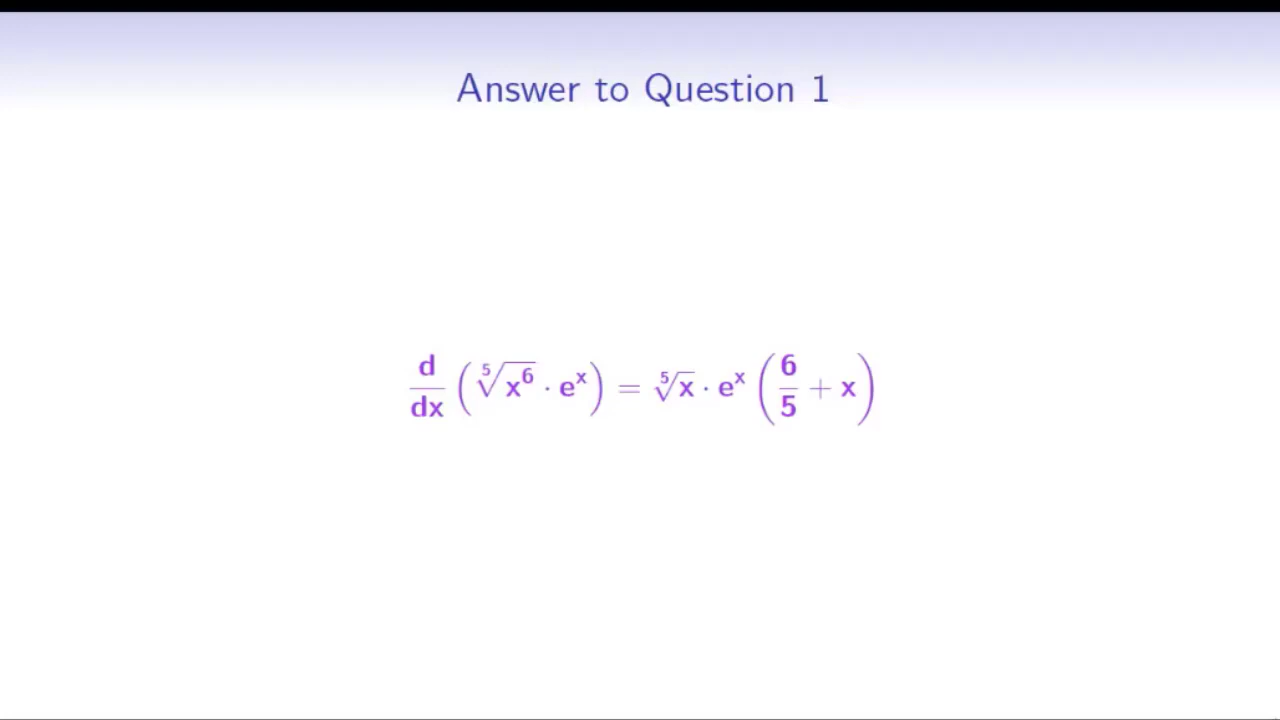 Answer to Question 1
d/dx (⁵√x⁶ · eˣ) = ⁵√x · eˣ (6/5 + x)